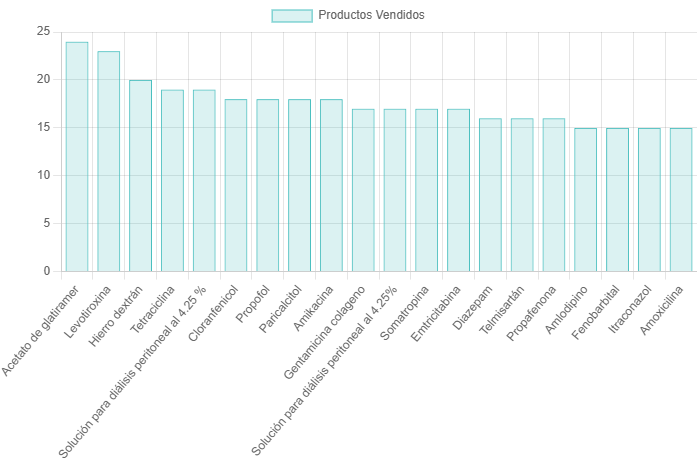 Productos Vendidos
25
20
15
10
5
0
Acetato de glatiramer
Levotiroxina
Hierro dextrán
Tetraciclina
Solución para diálisis peritoneal al 4.25 %
Cloranfenicol
Propofol
Paricalcitol
Amikacina
Gentamicina colageno
Solución para diálisis peritoneal al 4.25%
Somatropina
Emtricitabina
Diazepam
Telmisartán
Propafenona
Amlodipino
Fenobarbital
Itraconazol
Amoxicilina